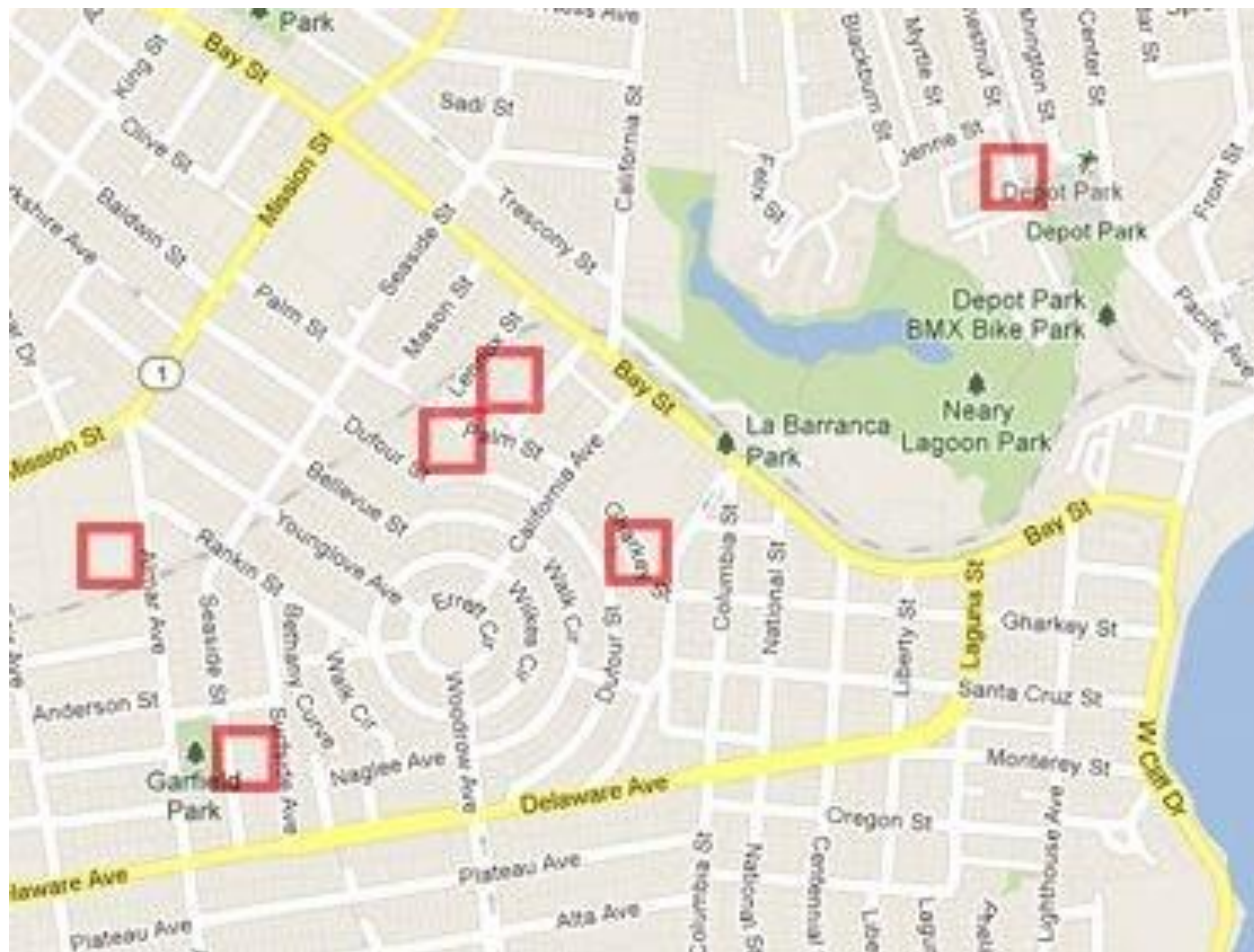 Park
Bay St
King St
Clive St
Sadi St
California St
Blackburn St
Myrtle St
Center St
Jenne St
Felix St
Front St
Depot Park
Depot Park
Mission St
Baldwin St
Trescony St
Seaside St
Palm St
Mason St
Depot Park
BMX Bike Park
Pacific Ave
1
Bay St
Neary
Lagoon Park
La Barranca
Park
Mission St
Dufour St
Palm St
California Ave
Bellevue St
Younglove Ave
Rankin St
Columbia St
National St
Bay St
Walk Cir
Wilkes Cir
Errett Cir
Dufour St
Liberty St
Laguna St
Gharkey St
Seaside St
Bethany Curve
Walk Cir
Woodrow Ave
Anderson St
Santa Cruz St
Naglee Ave
Garfield
Park
Monterey St
W Cliff Dr
Delaware Ave
Oregon St
Lighthouse Ave
Plateau Ave
Columbia St
National St
Centennial
Alta Ave
Plateau Ave